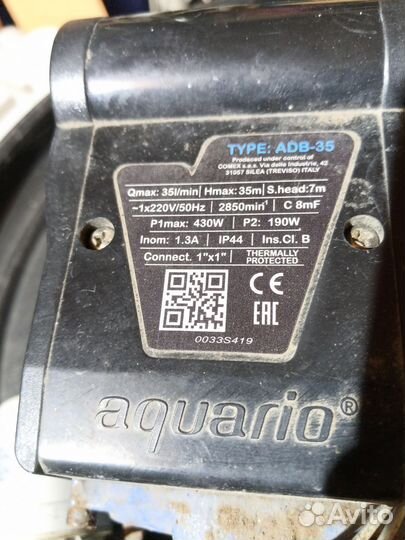 TYPE: ADB-35
Produced under control of
COMEX s.a.s. Via delle Industrie, 42
31057 SILEA (TREVISO) ITALY
Qmax: 35l/min Hmax: 35m S.head: 7m
~1x220V/50Hz 2850min¹ C 8mF
P1max: 430W P2: 190W
Inom: 1.3A IP44 Ins.Cl. B
Connect. 1"x1" THERMALLY
PROTECTED
CE
EAC
0033S419
aquario®
Avito